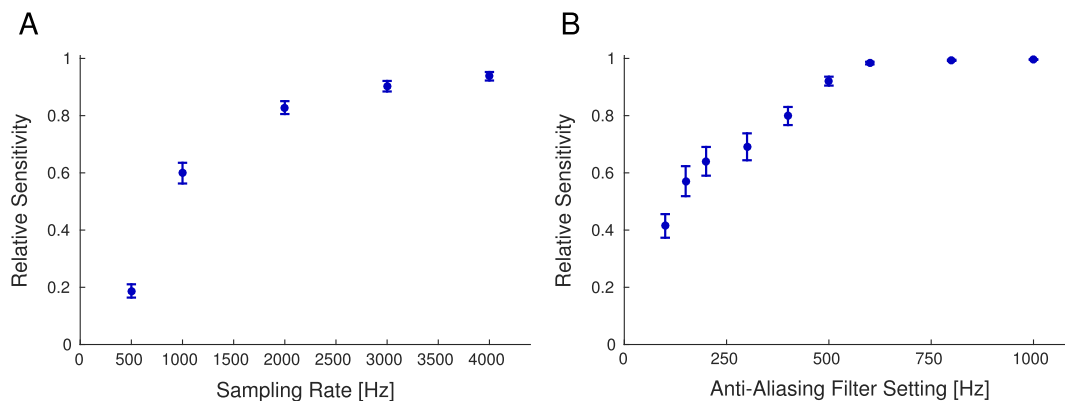 A
B
Relative Sensitivity
1
0.8
0.6
0.4
0.2
0
0 500 1000 1500 2000 2500 3000 3500 4000
Sampling Rate [Hz]
Relative Sensitivity
1
0.8
0.6
0.4
0.2
0
0 250 500 750 1000
Anti-Aliasing Filter Setting [Hz]